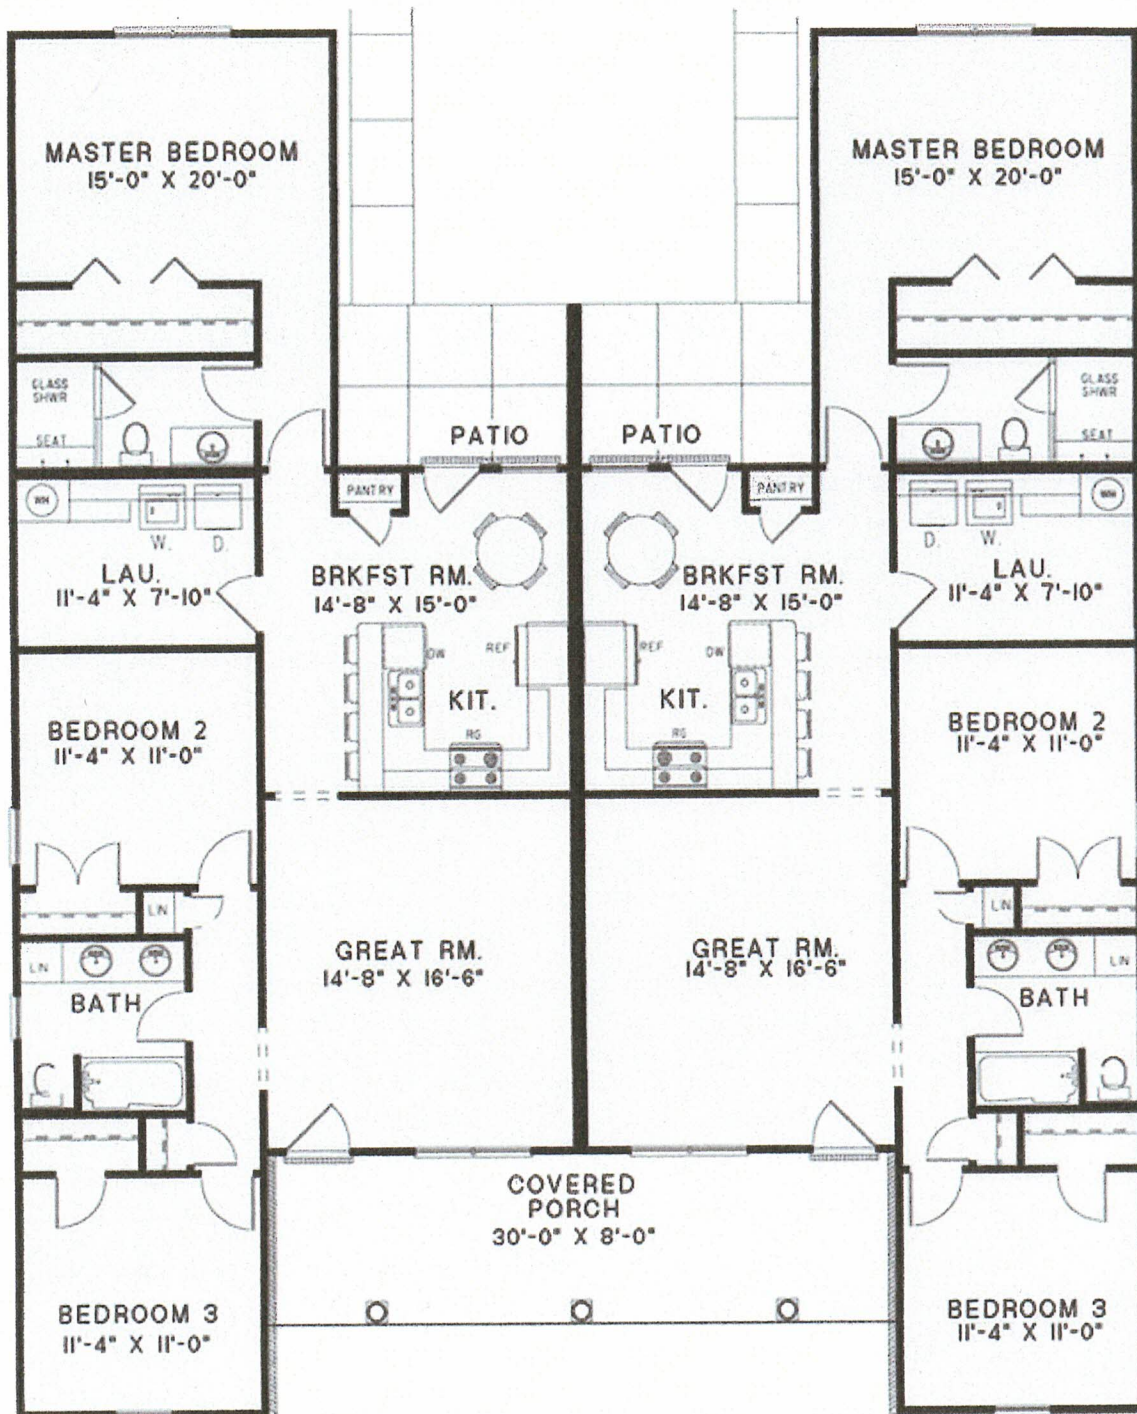 MASTER BEDROOM
15'-0" X 20'-0"
MASTER BEDROOM
15'-0" X 20'-0"
GLASS
SHWR
SEAT
GLASS
SHWR
SEAT
PATIO
PATIO
WH
W.
D.
LAU.
11'-4" X 7'-10"
PANTRY
BRKFST RM.
14'-8" X 15'-0"
PANTRY
BRKFST RM.
14'-8" X 15'-0"
D.
W.
WH
LAU.
11'-4" X 7'-10"
DW
REF
KIT.
RG
REF
DW
KIT.
RG
BEDROOM 2
11'-4" X 11'-0"
BEDROOM 2
11'-4" X 11'-0"
LIN
LIN
LIN
BATH
GREAT RM.
14'-8" X 16'-6"
GREAT RM.
14'-8" X 16'-6"
LIN
BATH
COVERED
PORCH
30'-0" X 8'-0"
BEDROOM 3
11'-4" X 11'-0"
BEDROOM 3
11'-4" X 11'-0"